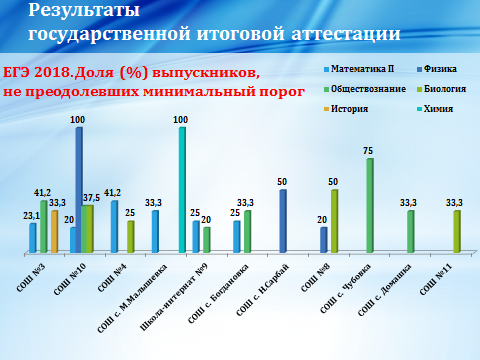 Результаты
государственной итоговой аттестации
ЕГЭ 2018.Доля (%) выпускников,
не преодолевших минимальный порог
Математика П
Физика
Обществознание
Биология
История
Химия
23,1
41,2
33,3
20
100
37,5
41,2
25
33,3
100
25
20
25
33,3
50
20
50
75
33,3
33,3
СОШ №3
СОШ №10
СОШ №4
СОШ с. М.Малышевка
Школа-интернат №9
СОШ с. Богдановка
СОШ с. Н.Сарбай
СОШ №8
СОШ с. Чубовка
СОШ с. Домашка
СОШ №11